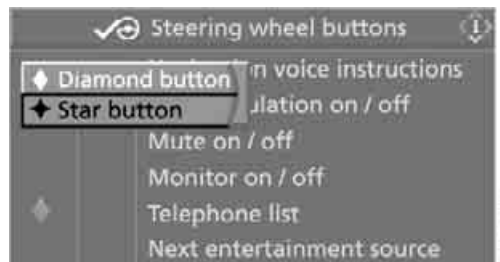 Steering wheel buttons
Diamond button
Star button
voice instructions
on / off
Mute on / off
Monitor on / off
Telephone list
Next entertainment source